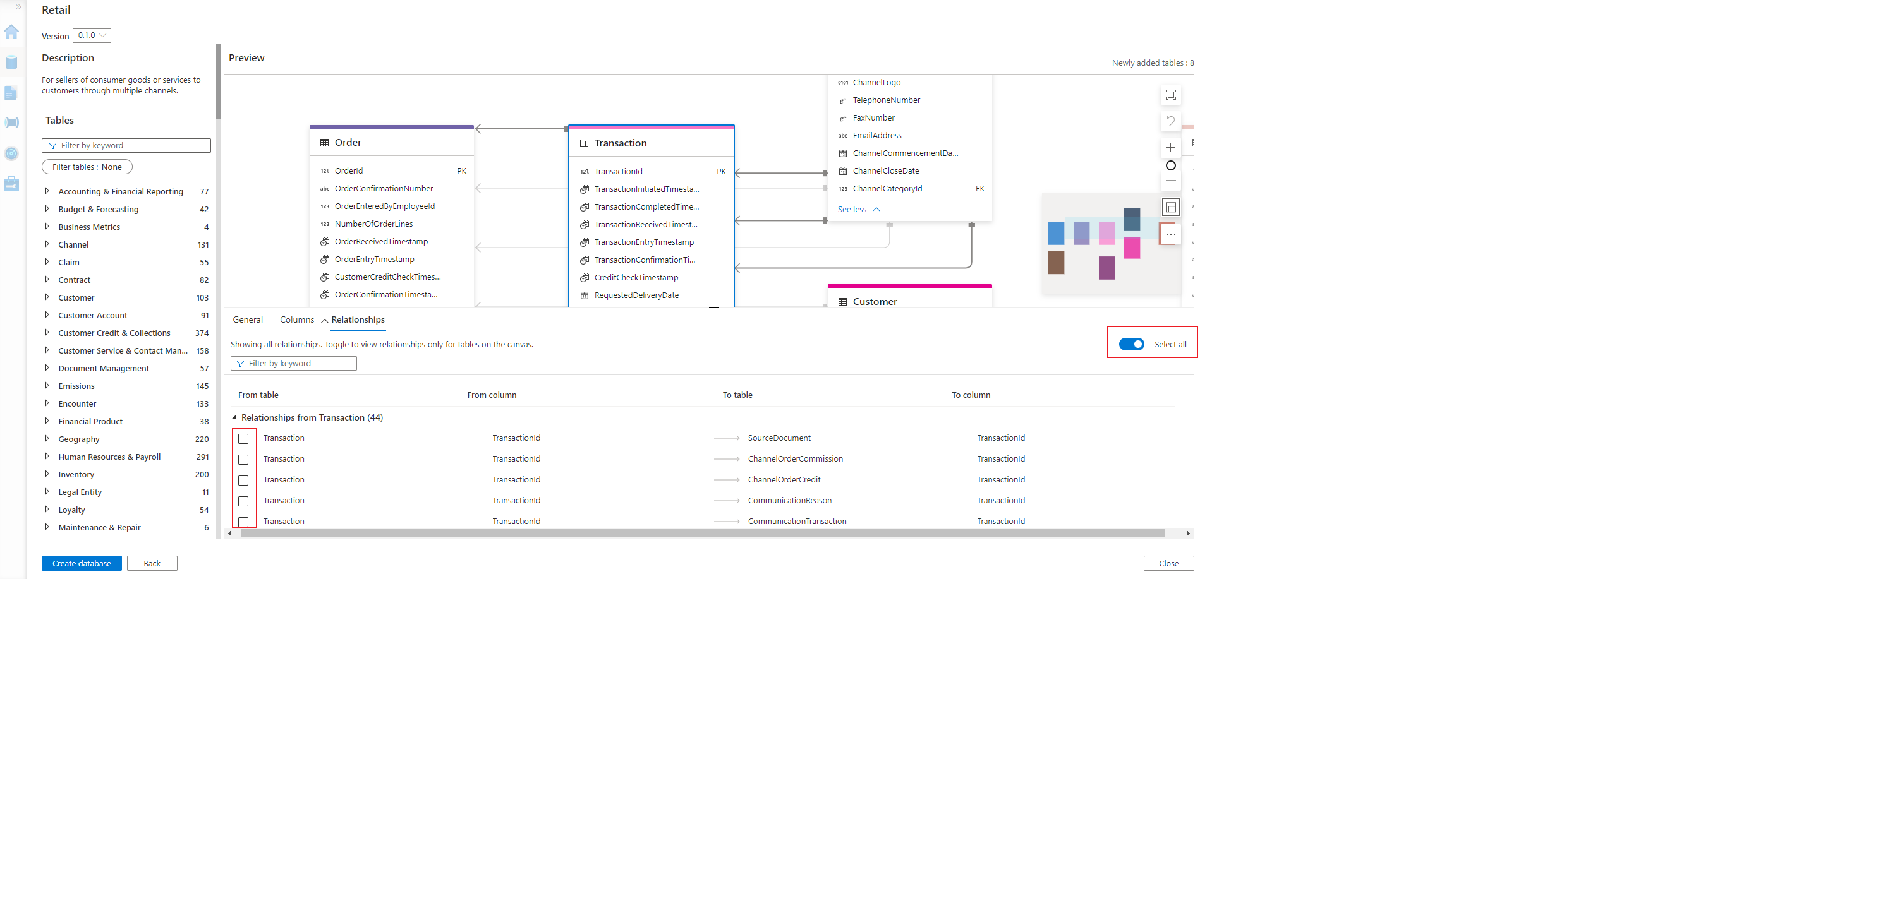 Retail
Version 0.1.0
Description
For sellers of consumer goods or services to
customers through multiple channels.
Tables
Filter by keyword
Filter tables : None
Accounting & Financial Reporting 77
Budget & Forecasting 42
Business Metrics 4
Channel 131
Claim 55
Contract 82
Customer 103
Customer Account 91
Customer Credit & Collections 374
Customer Service & Contact Man... 158
Document Management 57
Emissions 145
Encounter 133
Financial Product 38
Geography 220
Human Resources & Payroll 291
Inventory 200
Legal Entity 11
Loyalty 54
Maintenance & Repair 6
Preview
Newly added tables : 8
Order
OrderId PK
OrderConfirmationNumber
OrderEnteredByEmployeeId
NumberOfOrderLines
OrderReceivedTimestamp
OrderEntryTimestamp
CustomerCreditCheckTimes...
OrderConfirmationTimesta...
Transaction
TransactionId PK
TransactionInitiatedTimesta...
TransactionCompletedTime...
TransactionReceivedTimest...
TransactionEntryTimestamp
TransactionConfirmationTi...
CreditCheckTimestamp
RequestedDeliveryDate
ChannelLogo
TelephoneNumber
FaxNumber
EmailAddress
ChannelCommencementDa...
ChannelCloseDate
ChannelCategoryId FK
See less
Customer
General Columns Relationships
Showing all relationships. Toggle to view relationships only for tables on the canvas.
Select all
Filter by keyword
From table From column To table To column
Relationships from Transaction (44)
Transaction TransactionId SourceDocument TransactionId
Transaction TransactionId ChannelOrderCommission TransactionId
Transaction TransactionId ChannelOrderCredit TransactionId
Transaction TransactionId CommunicationReason TransactionId
Transaction TransactionId CommunicationTransaction TransactionId
Create database Back Close